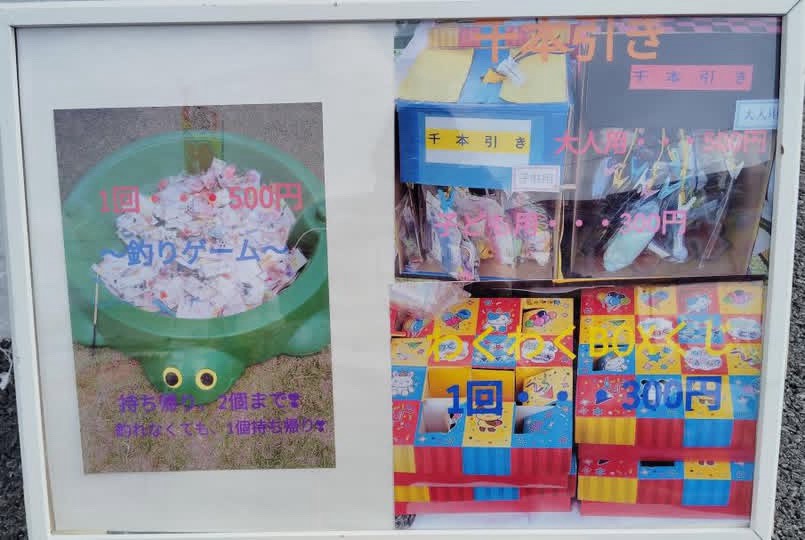 1回・・・500円
～釣りゲーム～
持ち帰り、2個まで❣
釣れなくても、1個持ち帰り❣
千本引き
千本引き
大人用
千本引き
大人用・・・500円
子供用
子ども用・・・300円
わくわくBOXくじ
1回・・・300円